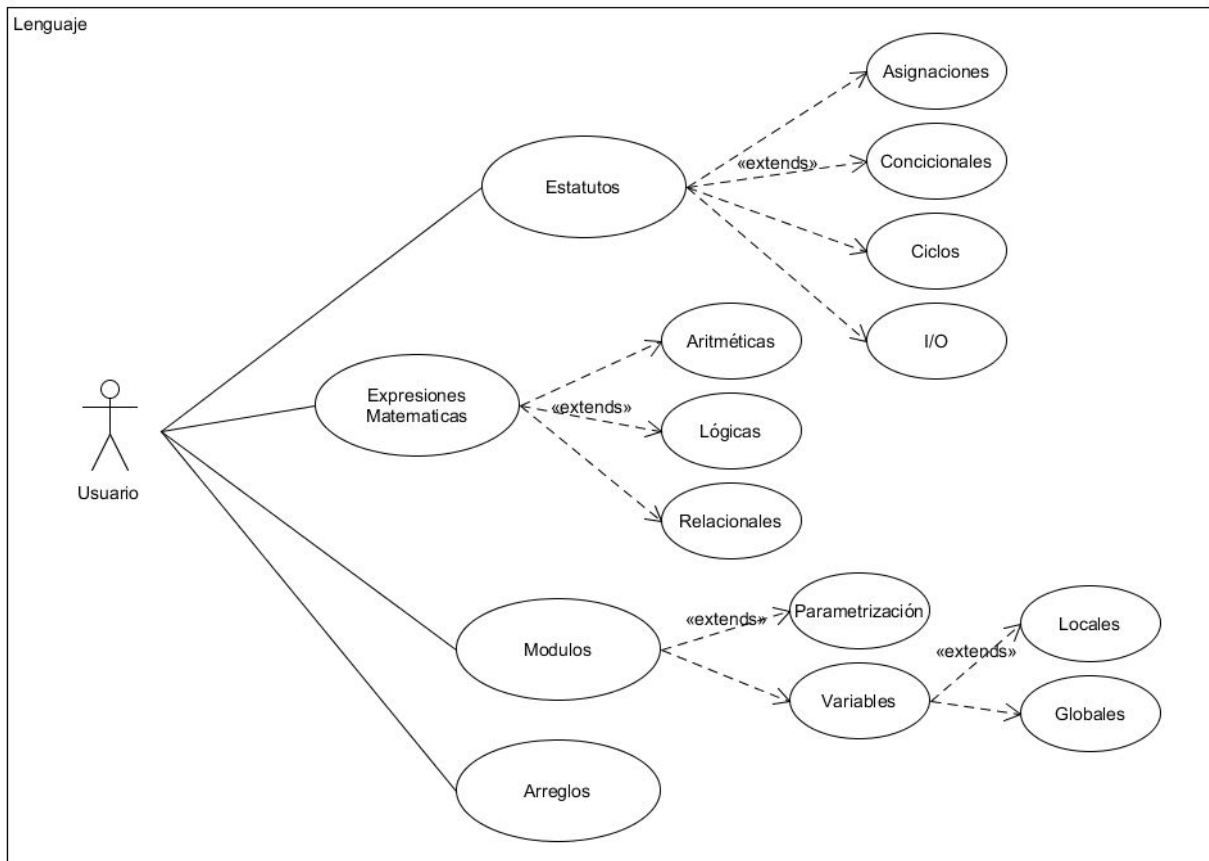 Lenguaje
Asignaciones
«extends»
Concicionales
Estatutos
Ciclos
I/O
Aritméticas
Expresiones
Matematicas
«extends»
Lógicas
Relacionales
Usuario
«extends»
Parametrización
Modulos
Variables
«extends»
Locales
Globales
Arreglos